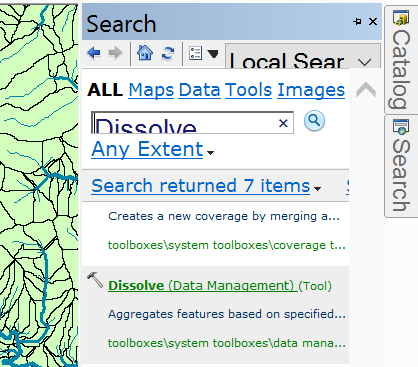 Search
Local Sear
ALL Maps Data Tools Images
Dissolve
Any Extent
Search returned 7 items
Creates a new coverage by merging a...
toolboxes\system toolboxes\coverage t...
Dissolve (Data Management) (Tool)
Aggregates features based on specified...
toolboxes\system toolboxes\data mana...
Catalog
Search